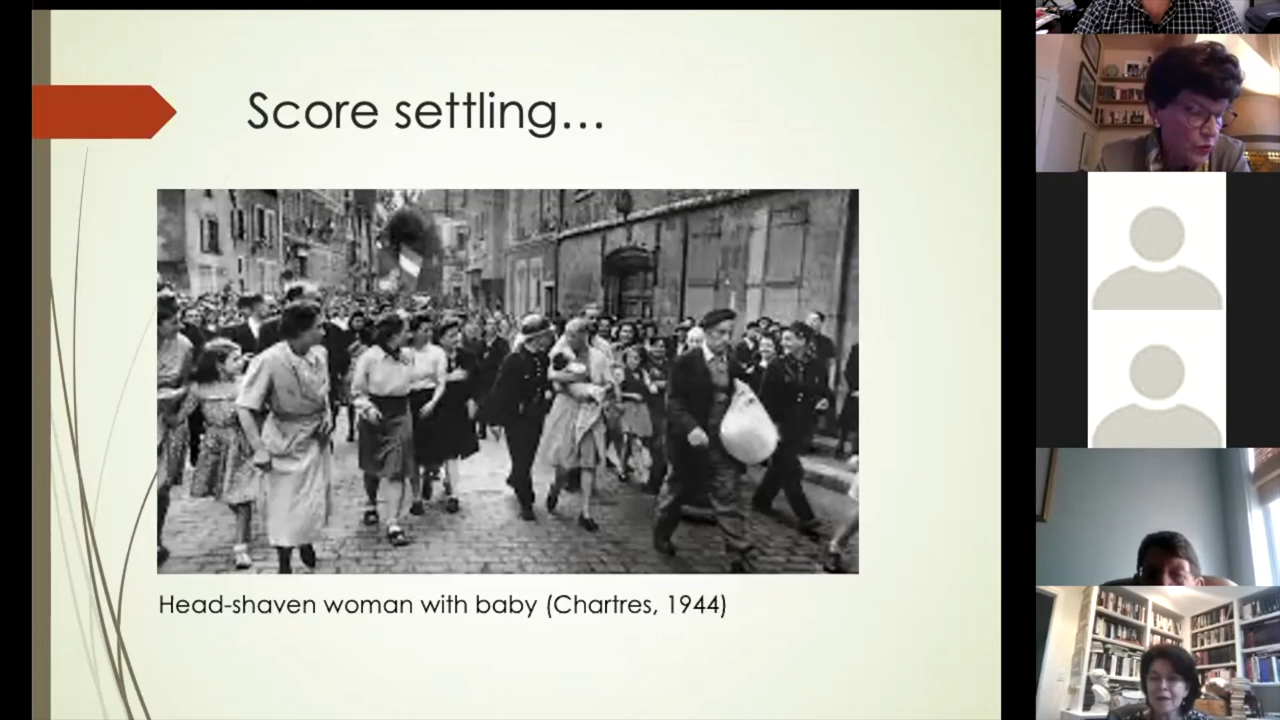 Score settling...
Head-shaven woman with baby (Chartres, 1944)